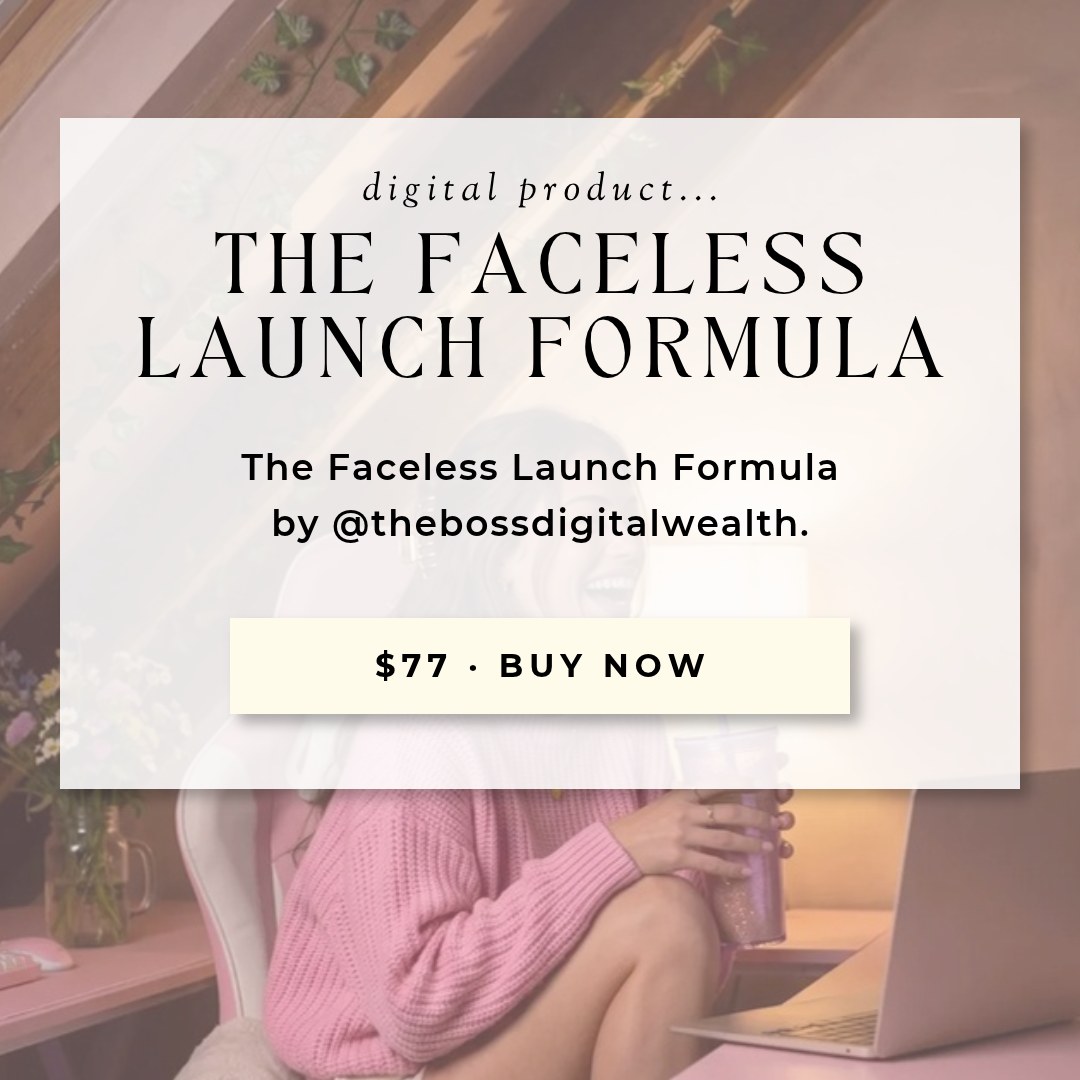 digital product...
THE FACELESS
LAUNCH FORMULA
The Faceless Launch Formula
by @thebossdigitalwealth.
$77 · BUY NOW